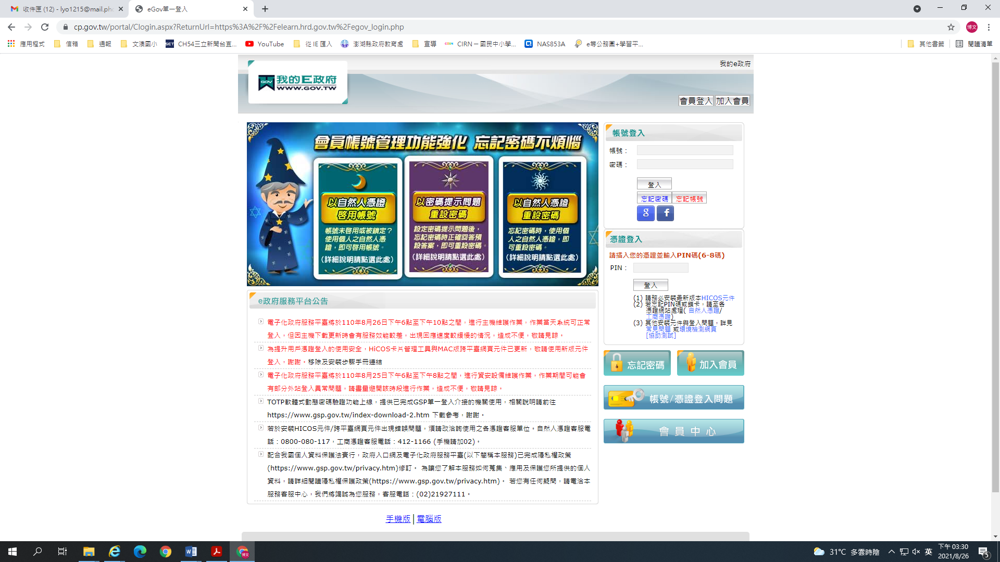 收件匣 (12) - lyo1215@mail.ph
eGov單一登入
cp.gov.tw/portal/Clogin.aspx?ReturnUrl=https%3A%2F%2Felearn.hrd.gov.tw%2Fegov_login.php
博文
應用程式
信箱
通報
文澳國小
SET
CH54三立新聞台直...
YouTube
從 IE 匯入
澎湖縣政府教育處
宣導
CIRN－國民中小學...
NAS853A
e等公務園+學習平...
其他書籤
閱讀清單
我的e政府
GOV 我的E政府
WWW.GOV.TW
會員登入 加入會員
會員帳號管理功能強化 忘記密碼不煩惱
以自然人憑證
啓用帳號
帳號未啓用或被鎖定？
使用個人之自然人憑
證，即可啓用帳號。
(詳細說明請點選此處)
以密碼提示問題
重設密碼
設定密碼提示問題後，
忘記密碼時正確回答預
設答案，即可重設密碼。
(詳細說明請點選此處)
以自然人憑證
重設密碼
忘記密碼時，使用個
人之自然人憑證，即
可重設密碼。
(詳細說明請點選此處)
帳號登入
帳號：
密碼：
登入
忘記密碼 忘記帳號
g f
憑證登入
請插入您的憑證並輸入PIN碼(6-8碼)
PIN：
登入
(1) 請務必安裝最新版本HICOS元件
(2) 若忘記PIN碼或鎖卡，請至各
憑證網站處理( 自然人憑證/
工商憑證)
(3) 其他安裝元件與登入問題，詳見
常見問題 或環境檢測網頁
[協助測試]
忘記密碼
加入會員
帳號/憑證登入問題
會員中心
e政府服務平台公告
電子化政府服務平臺將於110年8月26日下午6點至下午10點之間，進行主機維護作業，作業當天系統可正常
登入，但因主機下載更新時會有服務效能較差，出現回應速度較緩慢的情況，造成不便，敬請見諒。
為提升用戶憑證登入的使用安全，HiCOS卡片管理工具與MAC版跨平臺網頁元件已更新，敬請使用新版元件
登入，謝謝。移除及安裝步驟手冊連結
電子化政府服務平臺將於110年8月25日下午6點至下午8點之間，進行資安設備維護作業，作業期間可能會
有部分外站登入異常問題，請盡量避開該時段進行作業，造成不便，敬請見諒。
TOTP軟體式動態密碼驗證功能上線，提供已完成GSP單一登入介接的機關使用，相關說明請前往
https://www.gsp.gov.tw/index-download-2.htm 下載參考，謝謝。
若於安裝HICOS元件/跨平臺網頁元件出現錯誤問題，煩請改洽詢使用之各憑證客服單位。自然人憑證客服電
話：0800-080-117，工商憑證客服電話：412-1166 (手機請加02)。
配合我國個人資料保護法實行，政府入口網及電子化政府服務平臺(以下簡稱本服務)已完成隱私權政策
(https://www.gsp.gov.tw/privacy.htm)修訂。 為讓您了解本服務如何蒐集、應用及保護您所提供的個人
資料，請詳細閱讀隱私權保護政策(https://www.gsp.gov.tw/privacy.htm)。 若您有任何疑問，請電洽本
服務客服中心，我們將竭誠為您服務，客服電話：(02)21927111。
手機版 | 電腦版
31°C 多雲時陰
英
下午 03:30
2021/8/26
5